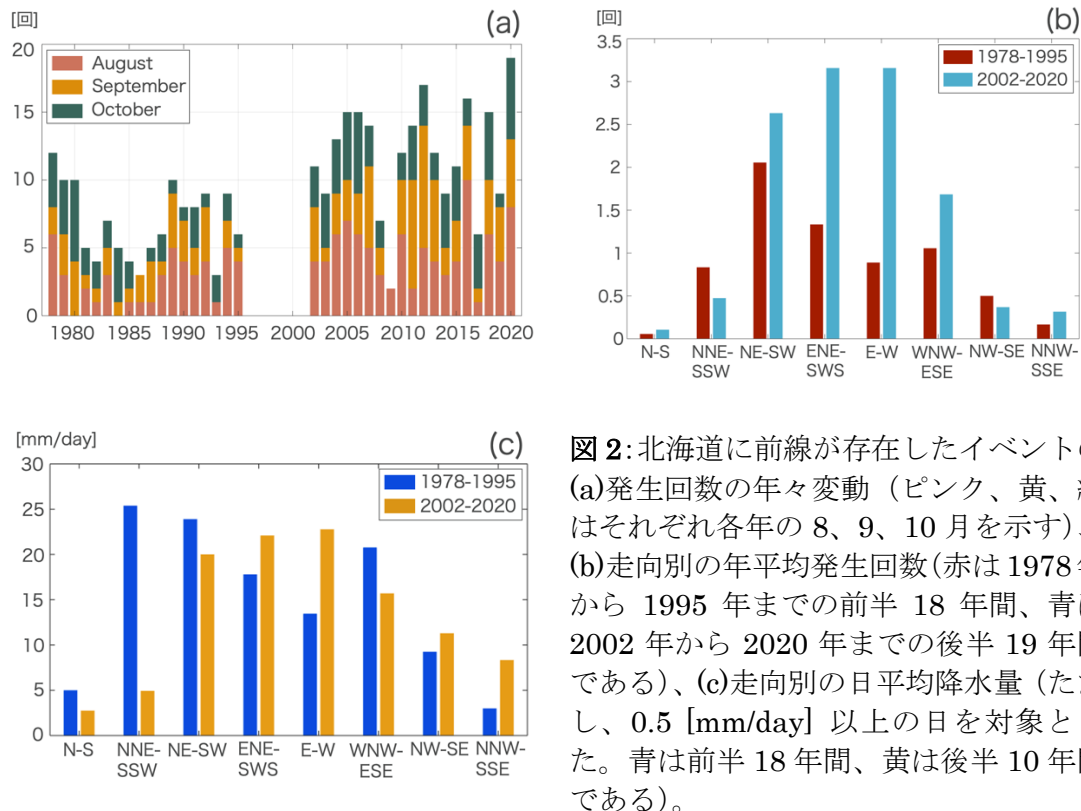 [回]
(a)
20
15
10
5
0
August
September
October
1980
1985
1990
1995
2000
2005
2010
2015
2020
[回]
(b)
3.5
3
2.5
2
1.5
1
0.5
0
1978-1995
2002-2020
N-S
NNE-
SSW
NE-SW
ENE-
SWS
E-W
WNW-
ESE
NW-SE
NNW-
SSE
[mm/day]
(c)
30
25
20
15
10
5
0
1978-1995
2002-2020
N-S
NNE-
SSW
NE-SW
ENE-
SWS
E-W
WNW-
ESE
NW-SE
NNW-
SSE
図 2:北海道に前線が存在したイベント
(a)発生回数の年々変動（ピンク、黄、
はそれぞれ各年の 8、9、10 月を示す)
(b)走向別の年平均発生回数(赤は 1978
から 1995 年までの前半 18 年間、青
2002 年から 2020 年までの後半 19 年
である)、(c)走向別の日平均降水量（た
し、0.5 [mm/day] 以上の日を対象と
た。青は前半 18 年間、黄は後半 10 年
である)。